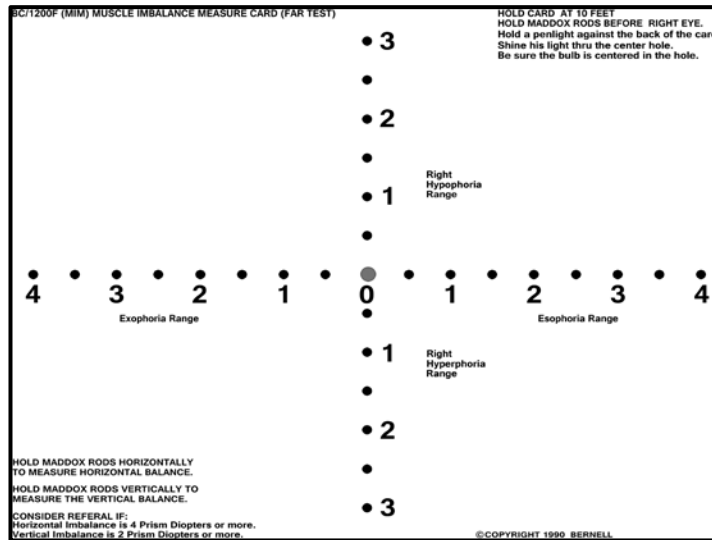 BC/1200F (MIM) MUSCLE IMBALANCE MEASURE CARD (FAR TEST)
HOLD CARD AT 10 FEET
HOLD MADDOX RODS BEFORE RIGHT EYE.
Hold a penlight against the back of the car
Shine his light thru the center hole.
Be sure the bulb is centered in the hole.
3
2
Right
Hypophoria
Range
1
4 3 2 1 0 1 2 3 4
Exophoria Range
Esophoria Range
1
Right
Hyperphoria
Range
2
HOLD MADDOX RODS HORIZONTALLY
TO MEASURE HORIZONTAL BALANCE.
HOLD MADDOX RODS VERTICALLY TO
MEASURE THE VERTICAL BALANCE.
3
CONSIDER REFERAL IF:
Horizontal Imbalance is 4 Prism Diopters or more.
Vertical Imbalance is 2 Prism Diopters or more.
©COPYRIGHT 1990 BERNELL